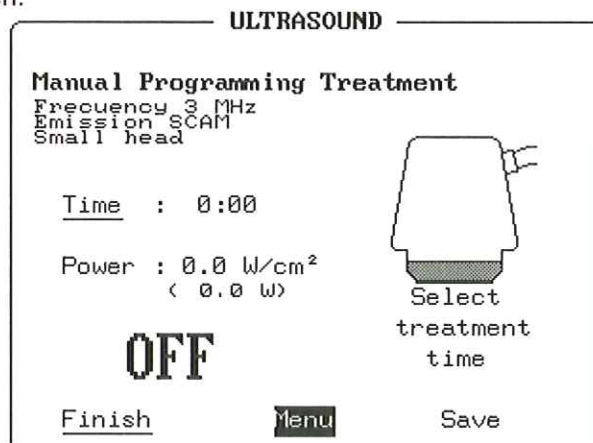 ULTRASOUND
Manual Programming Treatment
Frecuency 3 MHz
Emission SCAM
Small head
Time : 0:00
Power : 0.0 W/cm²
( 0.0 W)
Select
treatment
time
OFF
Finish Menu Save